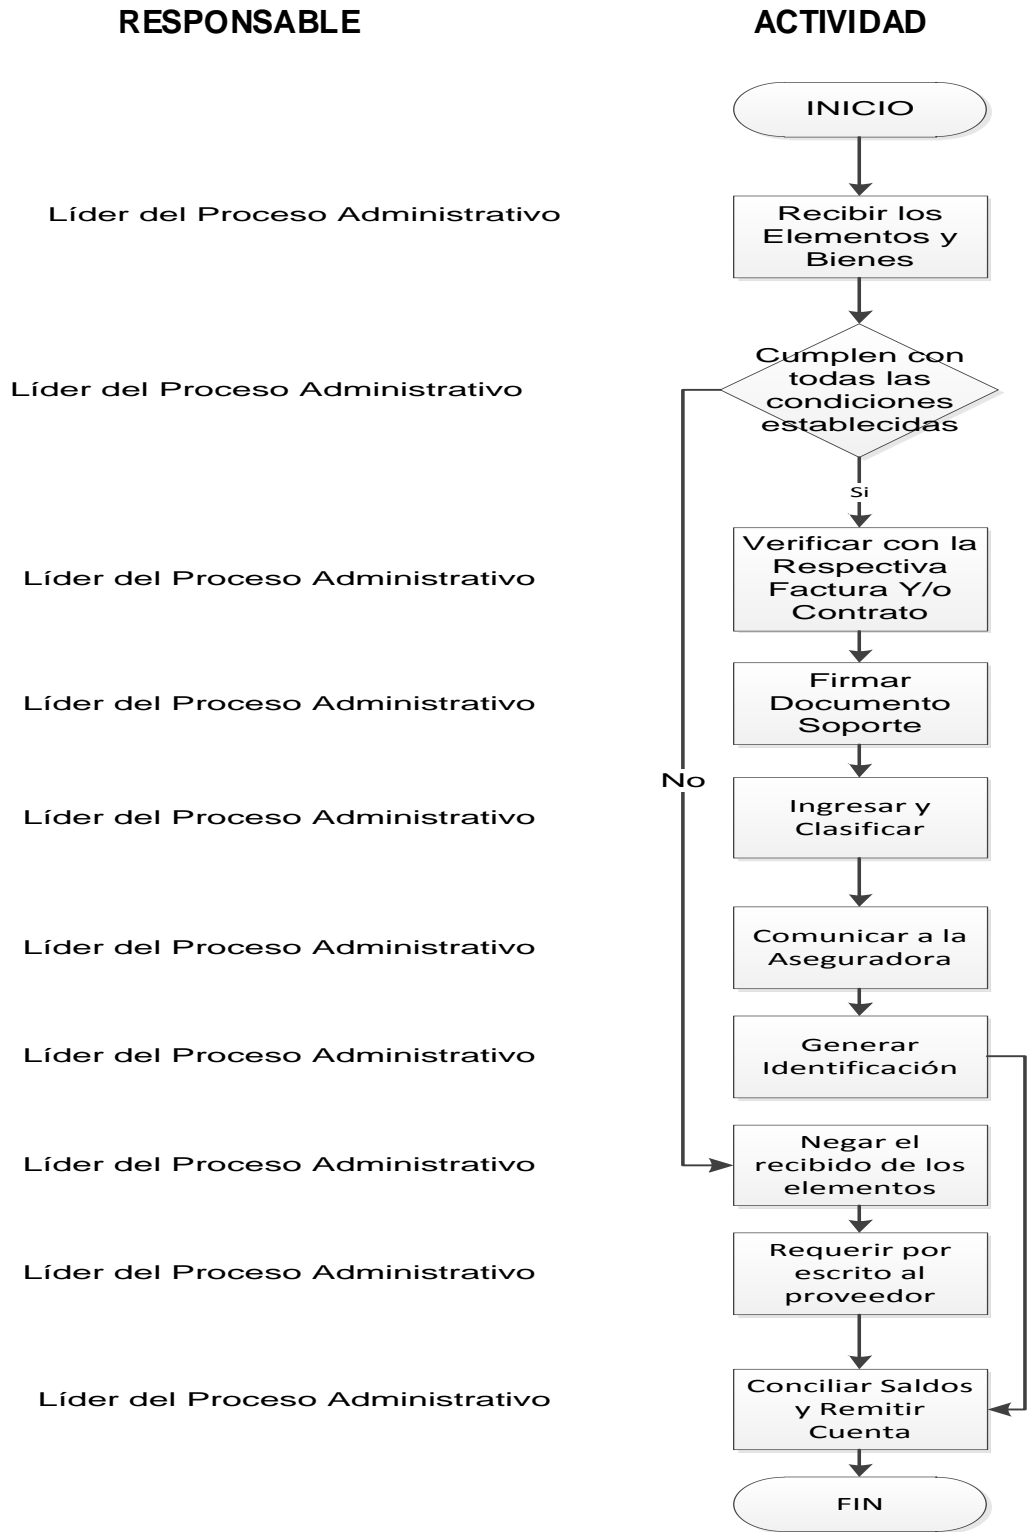 RESPONSABLE
ACTIVIDAD
INICIO
Líder del Proceso Administrativo
Recibir los
Elementos y
Bienes
Líder del Proceso Administrativo
Cumplen con
todas las
condiciones
establecidas
Si
Líder del Proceso Administrativo
Verificar con la
Respectiva
Factura Y/o
Contrato
Líder del Proceso Administrativo
Firmar
Documento
Soporte
No
Líder del Proceso Administrativo
Ingresar y
Clasificar
Líder del Proceso Administrativo
Comunicar a la
Aseguradora
Líder del Proceso Administrativo
Generar
Identificación
Líder del Proceso Administrativo
Negar el
recibido de los
elementos
Líder del Proceso Administrativo
Requerir por
escrito al
proveedor
Líder del Proceso Administrativo
Conciliar Saldos
y Remitir
Cuenta
FIN